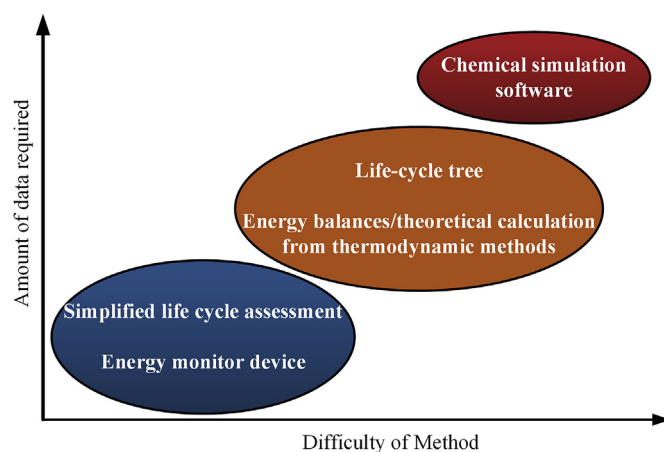 Chemical simulation
software
Life-cycle tree
Energy balances/theoretical calculation
from thermodynamic methods
Simplified life cycle assessment
Energy monitor device
Amount of data required
Difficulty of Method